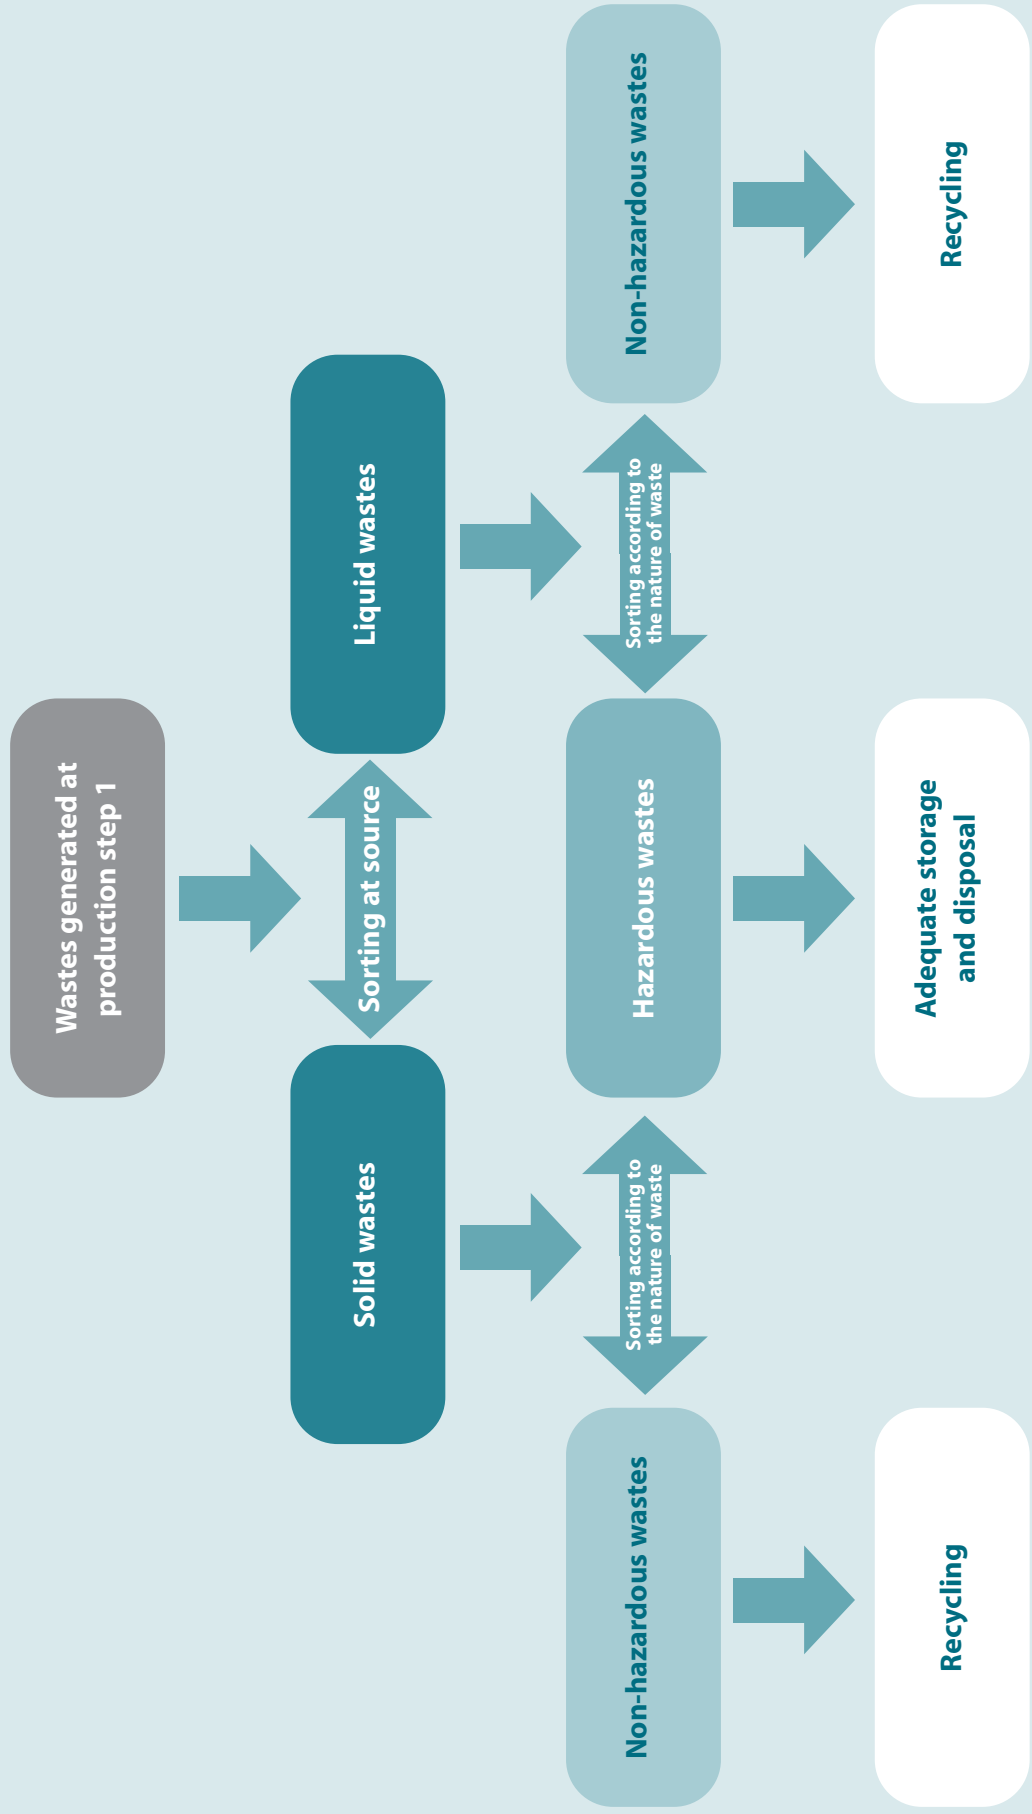 Wastes generated at
production step 1
Solid wastes
Sorting at source
Liquid wastes
Non-hazardous wastes
Sorting according to
the nature of waste
Hazardous wastes
Sorting according to
the nature of waste
Non-hazardous wastes
Recycling
Adequate storage
and disposal
Recycling